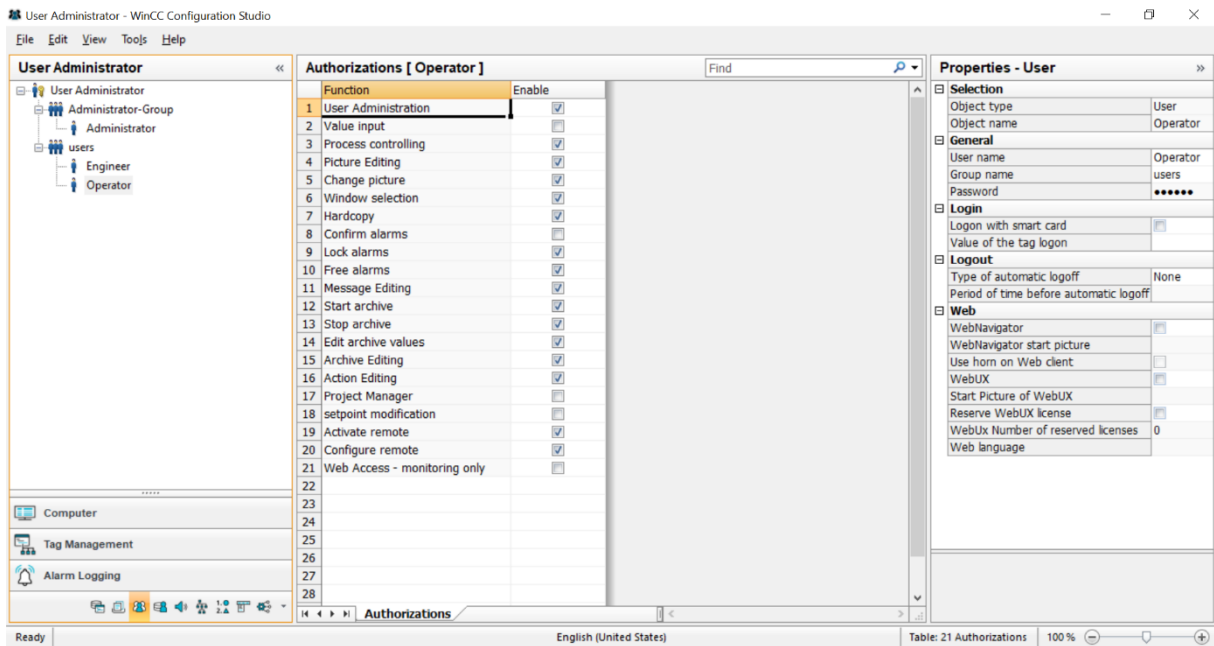 User Administrator - WinCC Configuration Studio
File Edit View Tools Help
User Administrator «
User Administrator
Administrator-Group
Administrator
users
Engineer
Operator
Computer
Tag Management
Alarm Logging
Authorizations [ Operator ] Find
Function Enable
1 User Administration
2 Value input
3 Process controlling
4 Picture Editing
5 Change picture
6 Window selection
7 Hardcopy
8 Confirm alarms
9 Lock alarms
10 Free alarms
11 Message Editing
12 Start archive
13 Stop archive
14 Edit archive values
15 Archive Editing
16 Action Editing
17 Project Manager
18 setpoint modification
19 Activate remote
20 Configure remote
21 Web Access - monitoring only
22
23
24
25
26
27
28
Authorizations
Properties - User »
Selection
Object type User
Object name Operator
General
User name Operator
Group name users
Password ●●●●●●
Login
Logon with smart card
Value of the tag logon
Logout
Type of automatic logoff None
Period of time before automatic logoff
Web
WebNavigator
WebNavigator start picture
Use horn on Web client
WebUX
Start Picture of WebUX
Reserve WebUX license
WebUx Number of reserved licenses 0
Web language
Ready English (United States) Table: 21 Authorizations 100 %